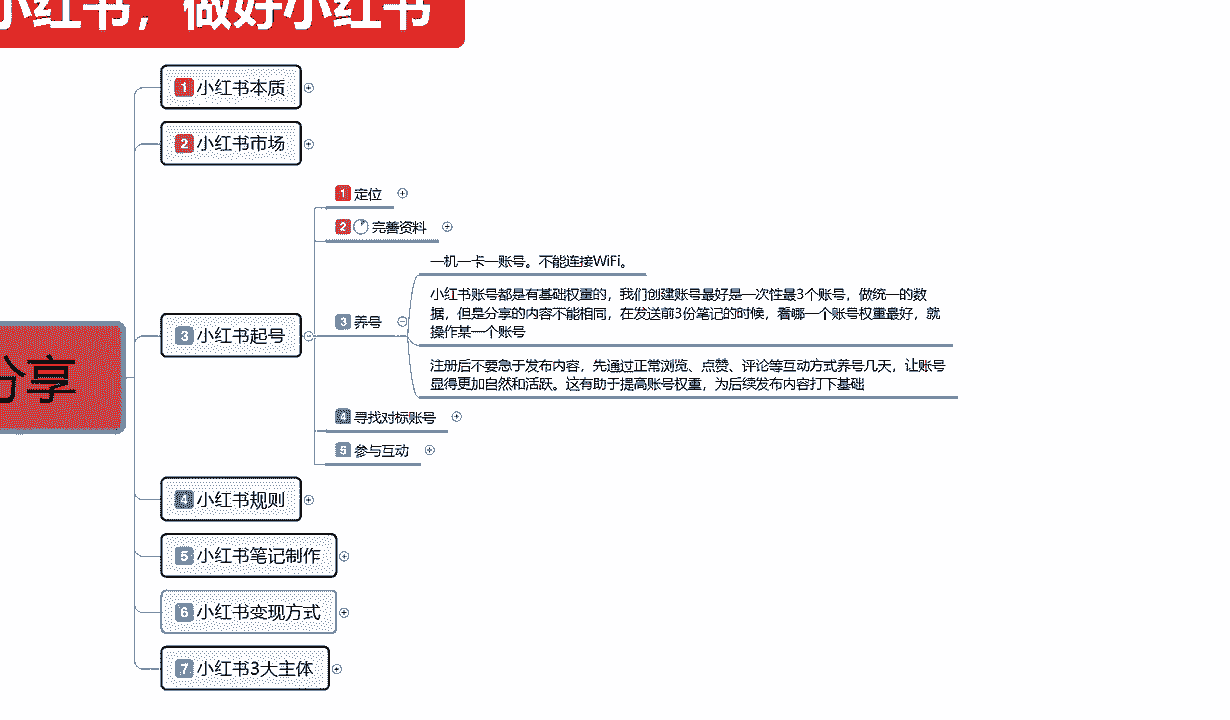 小红书，做好小红书
1 小红书本质
2 小红书市场
分享
3 小红书起号
1 定位
2 完善资料
3 养号
一机一卡一账号。不能连接WiFi。
小红书账号都是有基础权重的，我们创建账号最好是一次性最3个账号，做统一的数
据，但是分享的内容不能相同，在发送前3份笔记的时候，看哪一个账号权重最好，就
操作某一个账号
注册后不要急于发布内容，先通过正常浏览、点赞、评论等互动方式养号几天，让账号
显得更加自然和活跃。这有助于提高账号权重，为后续发布内容打下基础
4 寻找对标账号
5 参与互动
4 小红书规则
5 小红书笔记制作
6 小红书变现方式
7 小红书3大主体